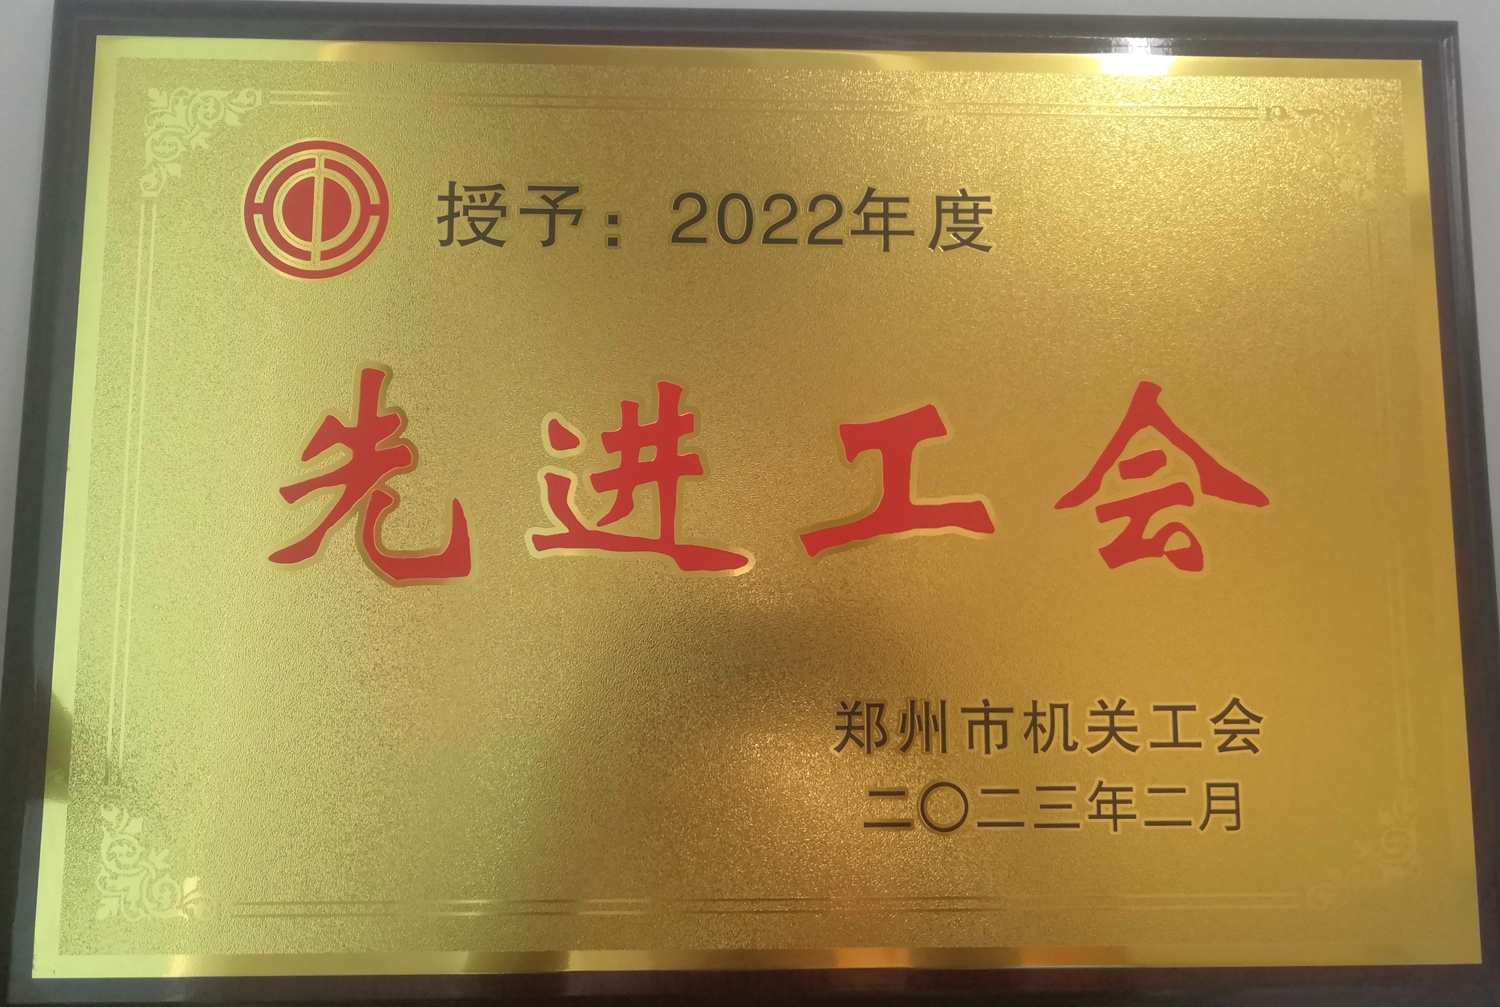 授予：2022年度
先进工会
郑州市机关工会
二〇二三年二月